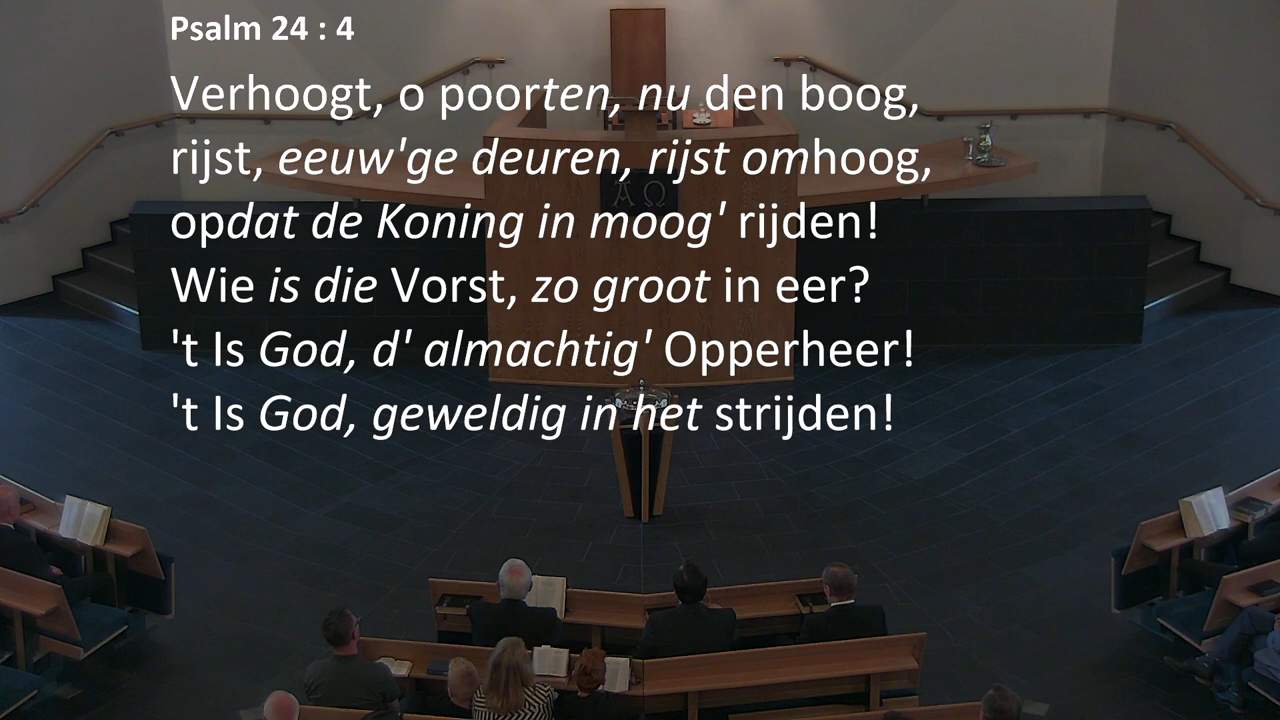 Psalm 24 : 4
Verhoogt, o poorten, nu den boog,
rijst, eeuw'ge deuren, rijst omhoog,
opdat de Koning in moog' rijden!
Wie is die Vorst, zo groot in eer?
't Is God, d' almachtig' Opperheer!
't Is God, geweldig in het strijden!
ΑΩ